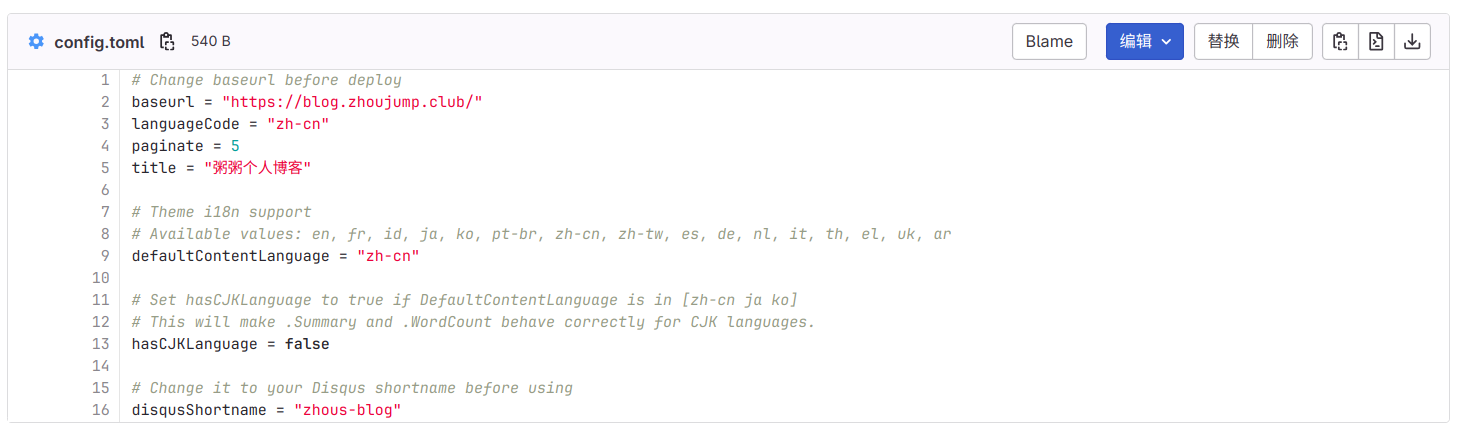 config.toml 540 B Blame 编辑 替换 删除
1 # Change baseurl before deploy
2 baseurl = "https://blog.zhoujump.club/"
3 languageCode = "zh-cn"
4 paginate = 5
5 title = "粥粥个人博客"
6
7 # Theme i18n support
8 # Available values: en, fr, id, ja, ko, pt-br, zh-cn, zh-tw, es, de, nl, it, th, el, uk, ar
9 defaultContentLanguage = "zh-cn"
10
11 # Set hasCJKLanguage to true if DefaultContentLanguage is in [zh-cn ja ko]
12 # This will make .Summary and .WordCount behave correctly for CJK languages.
13 hasCJKLanguage = false
14
15 # Change it to your Disqus shortname before using
16 disqusShortname = "zhous-blog"